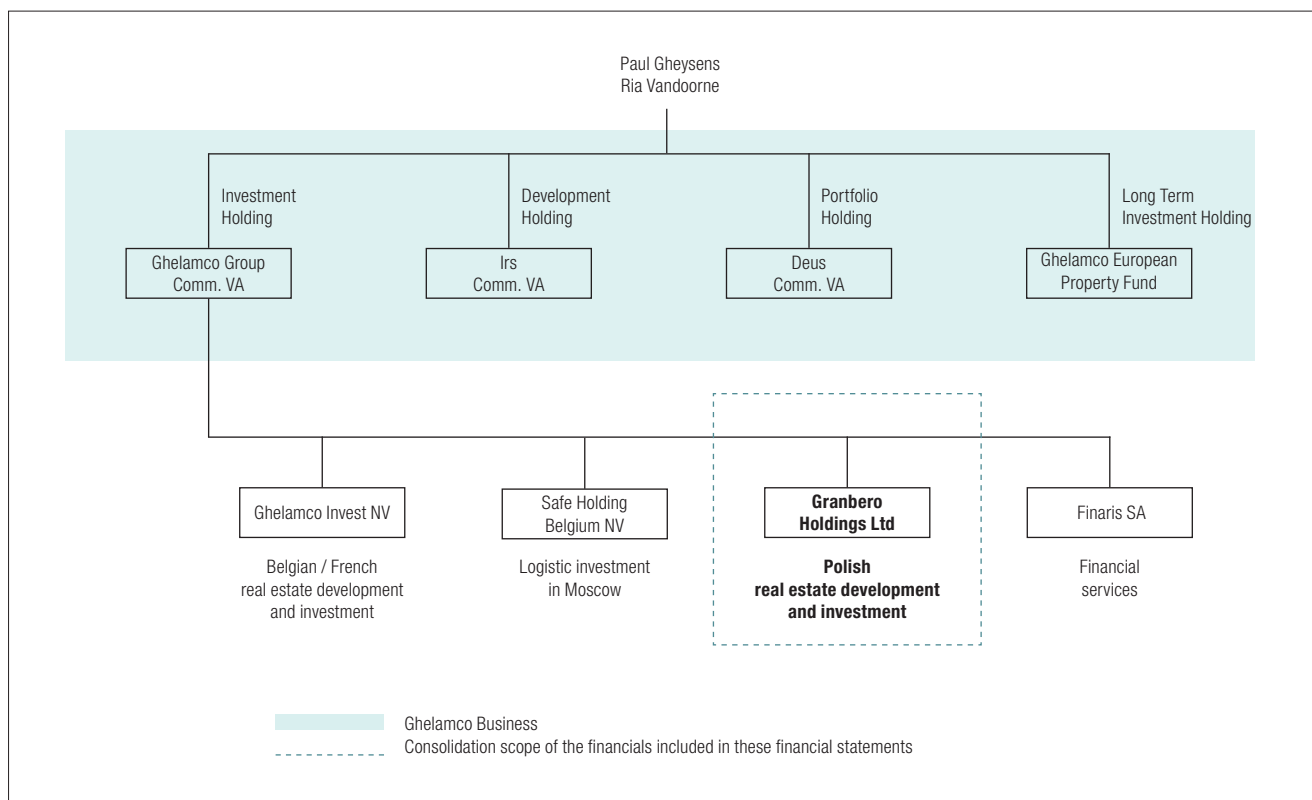 Paul Gheysens
Ria Vandoorne
Investment
Holding
Development
Holding
Portfolio
Holding
Long Term
Investment Holding
Ghelamco Group
Comm. VA
Irs
Comm. VA
Deus
Comm. VA
Ghelamco European
Property Fund
Ghelamco Invest NV
Safe Holding
Belgium NV
Granbero
Holdings Ltd
Finaris SA
Belgian / French
real estate development
and investment
Logistic investment
in Moscow
Polish
real estate development
and investment
Financial
services
Ghelamco Business
Consolidation scope of the financials included in these financial statements